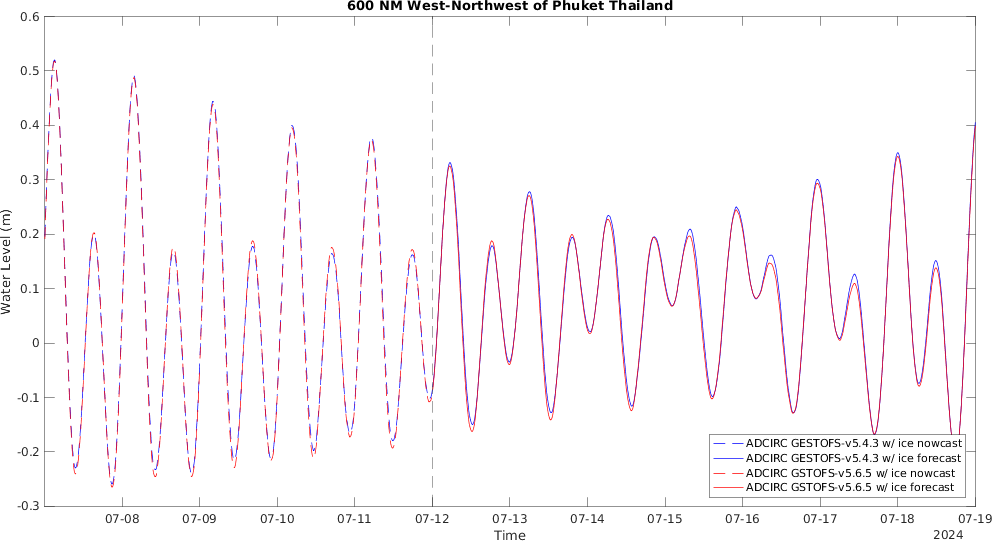 600 NM West-Northwest of Phuket Thailand
Water Level (m)
0.6
0.5
0.4
0.3
0.2
0.1
0
-0.1
-0.2
-0.3
07-08 07-09 07-10 07-11 07-12 07-13 07-14 07-15 07-16 07-17 07-18 07-19
Time
2024
ADCIRC GESTOFS-v5.4.3 w/ ice nowcast
ADCIRC GESTOFS-v5.4.3 w/ ice forecast
ADCIRC GSTOFS-v5.6.5 w/ ice nowcast
ADCIRC GSTOFS-v5.6.5 w/ ice forecast